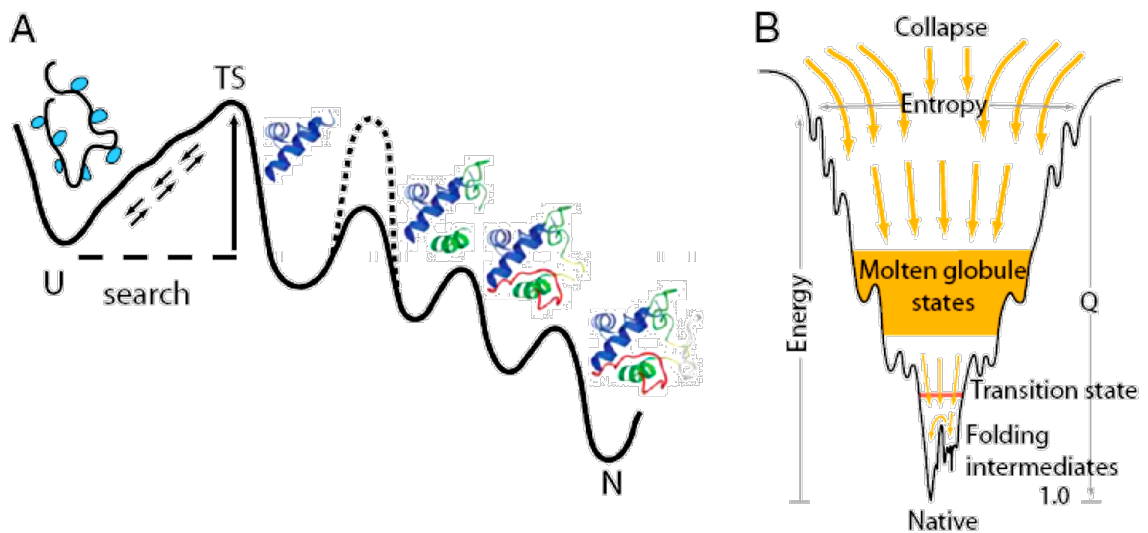 A
TS
U
search
N
B
Collapse
Entropy
Energy
Molten globule
states
Q
Transition state
Folding
intermediates
1.0
Native